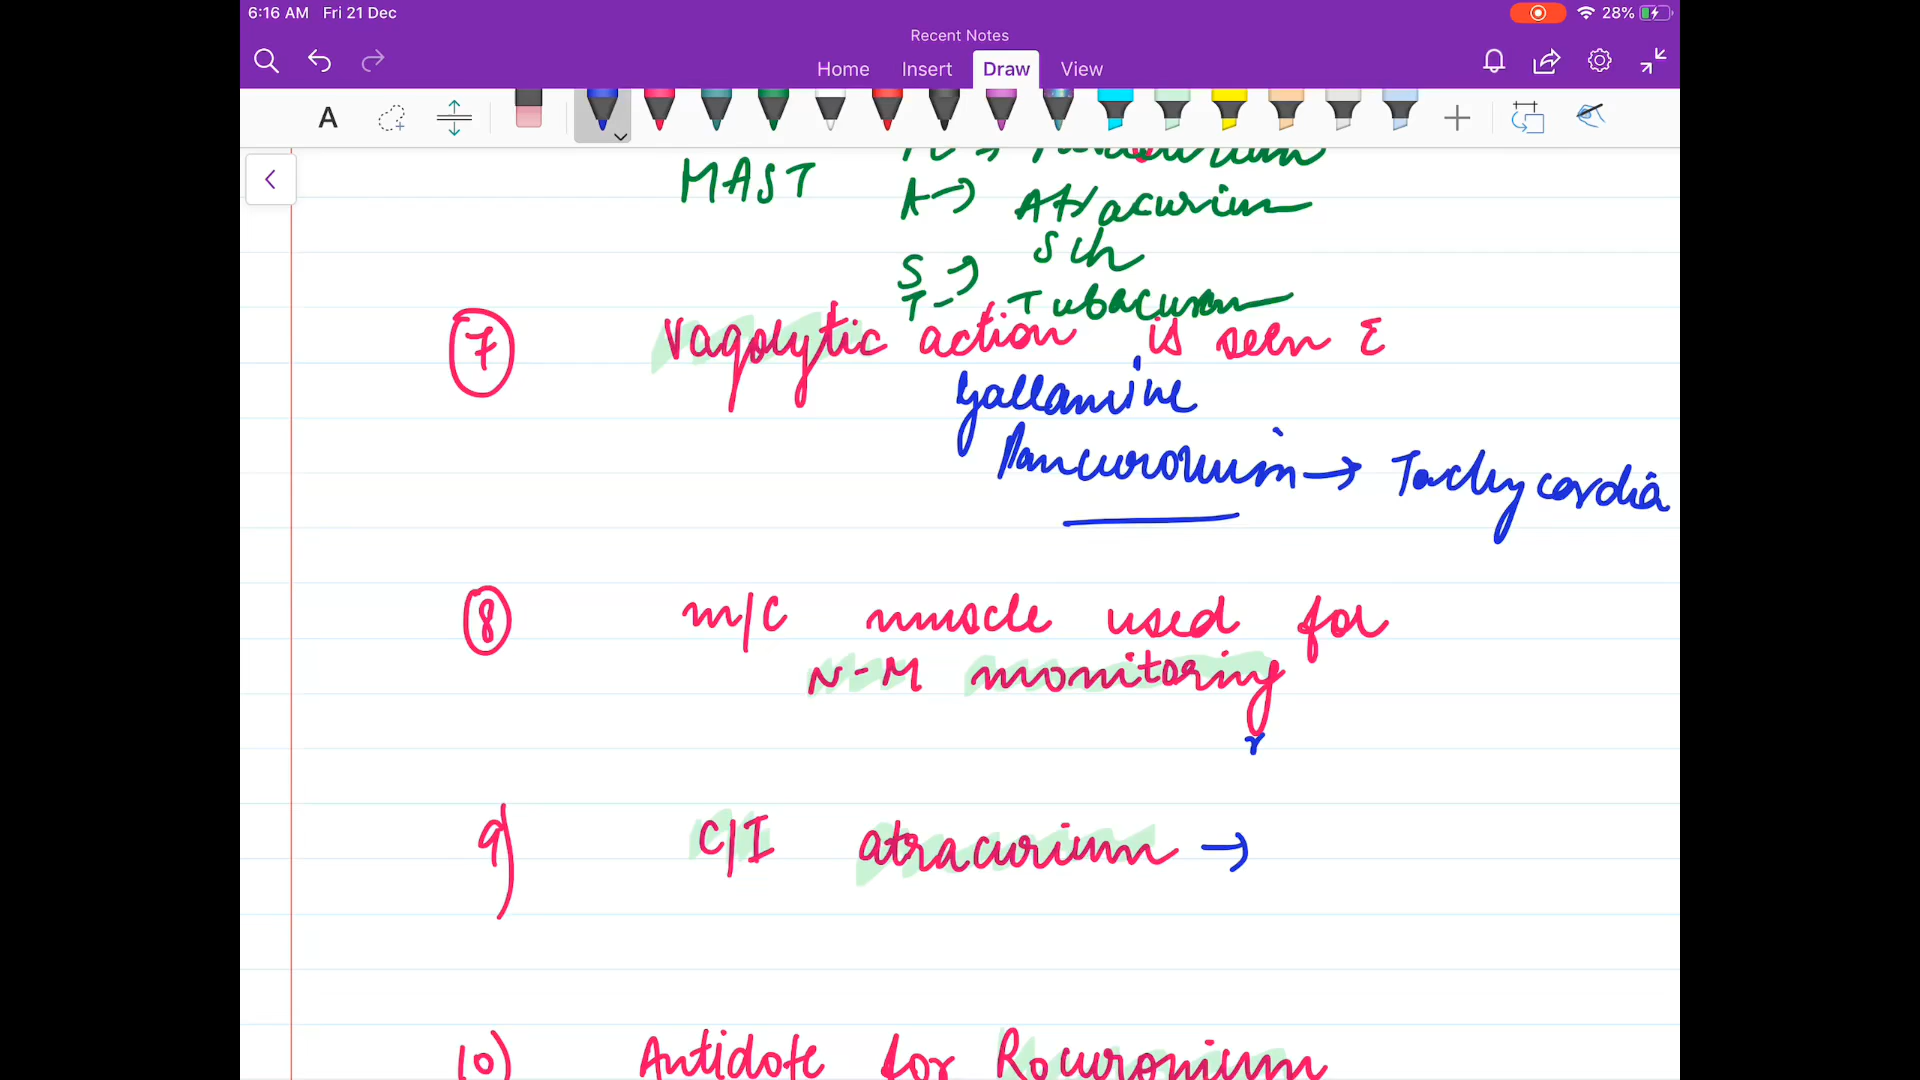 6:16 AM Fri 21 Dec
28%
Recent Notes
Home Insert Draw View
A
MAST
A → Atracurium
S → Sch
T → Tubacuran
7 Vagolytic action is seen c̄
gallamine
Pancuronium → Tachycardia
8 m/c muscle used for
N-M monitoring
9) C/I atracurium →
10) Antidote for Rocuronium